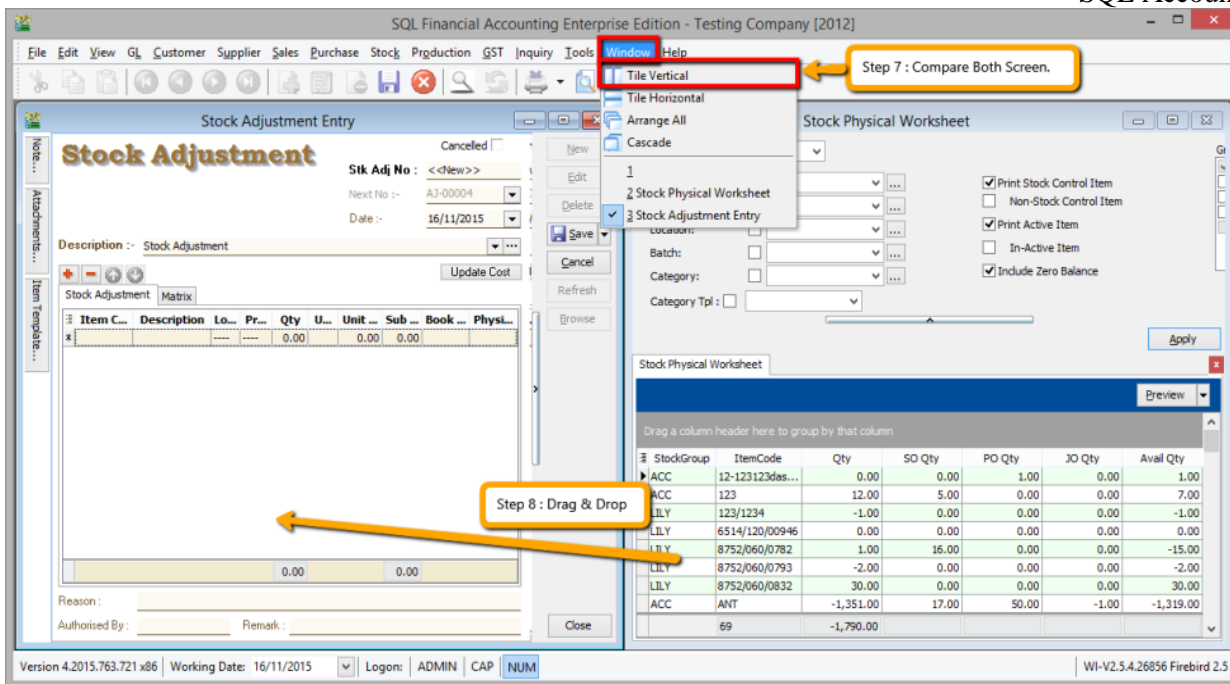 SQL Accoun
SQL Financial Accounting Enterprise Edition - Testing Company [2012]
File Edit View GL Customer Supplier Sales Purchase Stock Production GST Inquiry Tools Window Help
Step 7 : Compare Both Screen.
Tile Vertical
Tile Horizontal
Arrange All
Cascade
1
2 Stock Physical Worksheet
3 Stock Adjustment Entry
Stock Adjustment Entry
Note...
Attachments...
Item Template...
Stock Adjustment
Cancelled
Stk Adj No : <<New>>
Next No :- AJ-00004
Date :- 16/11/2015
Description :- Stock Adjustment
Update Cost
Stock Adjustment Matrix
Item C... Description Lo... Pr... Qty U... Unit ... Sub ... Book ... Physi...
---- ---- 0.00 0.00 0.00
0.00 0.00
Reason :
Authorised By : Remark :
New
Edit
Delete
Save
Cancel
Refresh
Browse
Close
Step 8 : Drag & Drop
Stock Physical Worksheet
Location:
Batch:
Category:
Category Tpl :
Print Stock Control Item
Non-Stock Control Item
Print Active Item
In-Active Item
Include Zero Balance
Apply
Stock Physical Worksheet
Preview
Drag a column header here to group by that column
StockGroup ItemCode Qty SO Qty PO Qty JO Qty Avail Qty
ACC 12-123123das... 0.00 0.00 1.00 0.00 1.00
ACC 123 12.00 5.00 0.00 0.00 7.00
LILY 123/1234 -1.00 0.00 0.00 0.00 -1.00
LILY 6514/120/00946 0.00 0.00 0.00 0.00 0.00
LILY 8752/060/0782 1.00 16.00 0.00 0.00 -15.00
LILY 8752/060/0793 -2.00 0.00 0.00 0.00 -2.00
LILY 8752/060/0832 30.00 0.00 0.00 0.00 30.00
ACC ANT -1,351.00 17.00 50.00 -1.00 -1,319.00
69 -1,790.00
Version 4.2015.763.721 x86 Working Date: 16/11/2015 Logon: ADMIN CAP NUM WI-V2.5.4.26856 Firebird 2.5